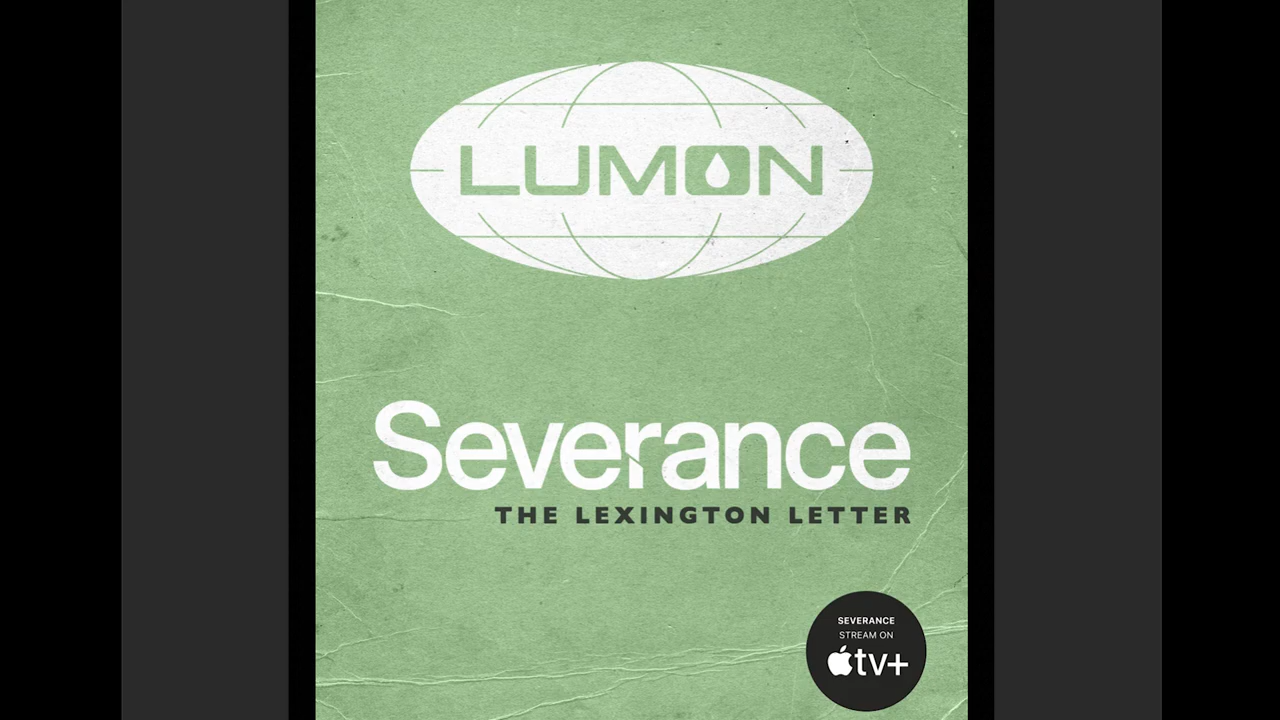 LUMON
Severance
THE LEXINGTON LETTER
SEVERANCE
STREAM ON
tv+